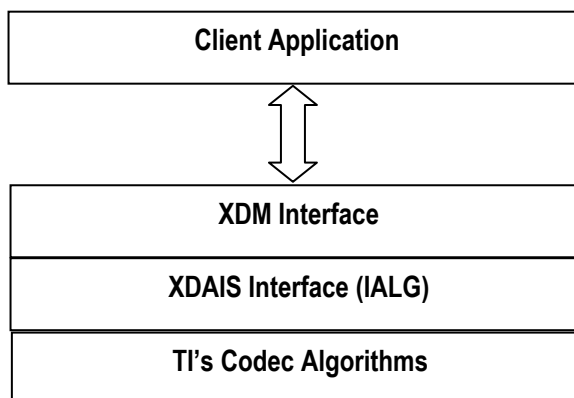 Client Application
XDM Interface
XDAIS Interface (IALG)
TI's Codec Algorithms